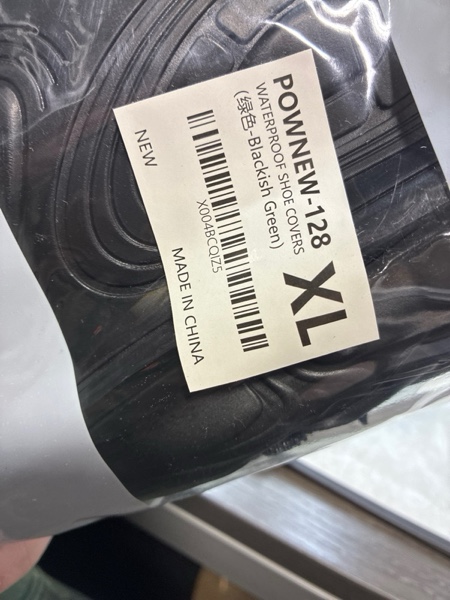 POWNEW-128
WATERPROOF SHOE COVERS
(绿色-Blackish Green)
XL
X004BCQIZ5
NEW
MADE IN CHINA